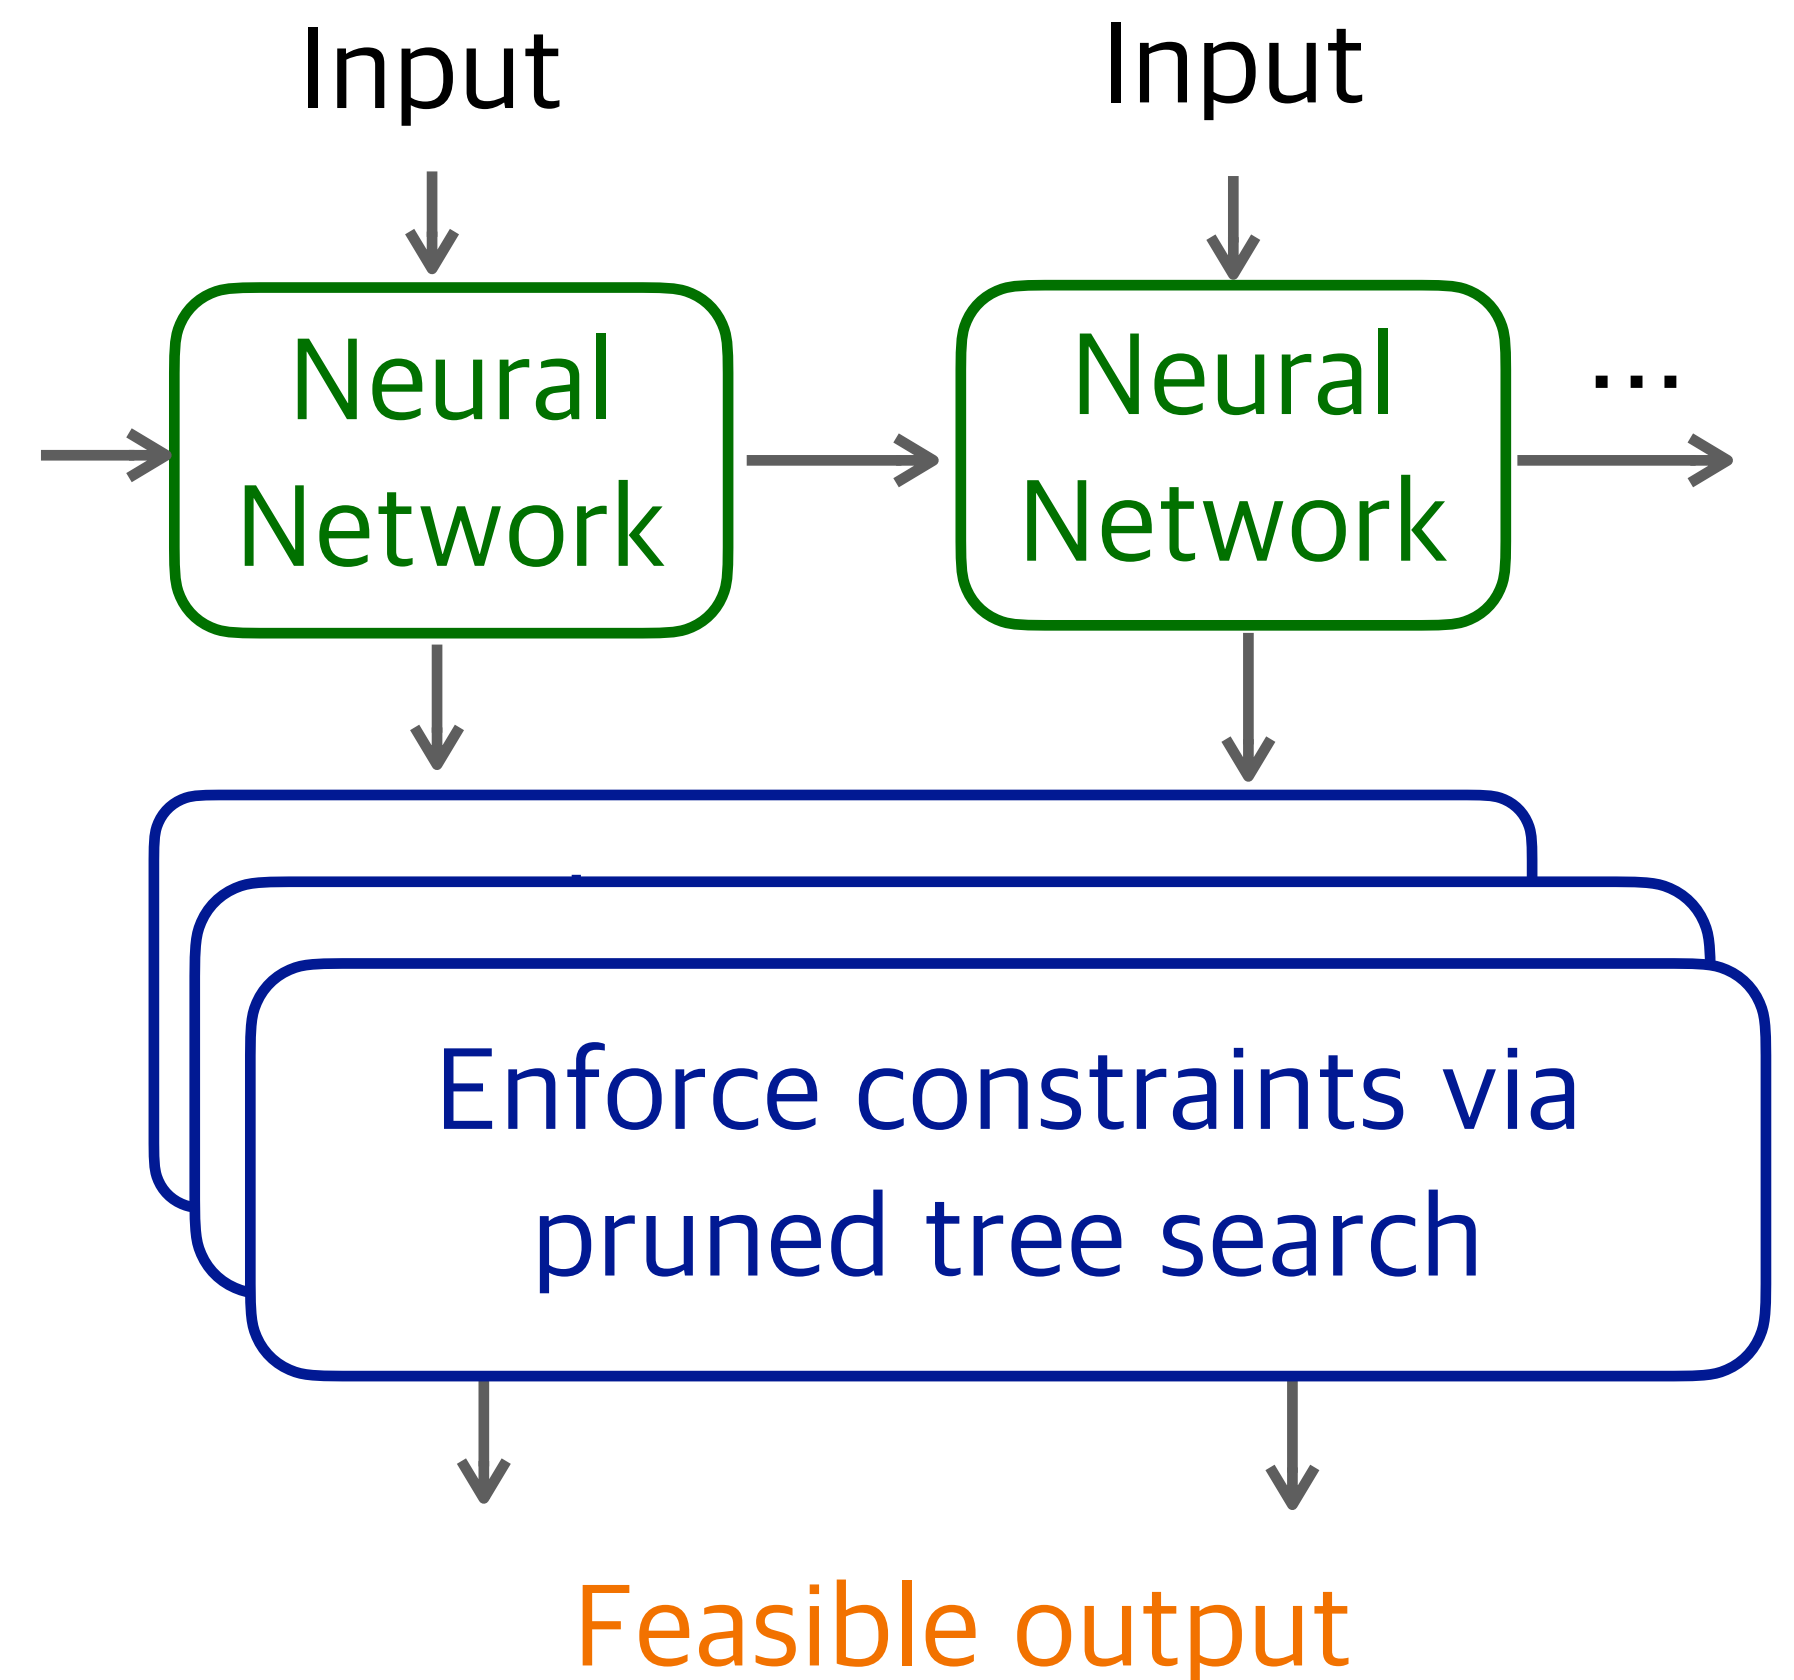 Input
Input
Neural
Network
Neural
Network
...
Enforce constraints via
pruned tree search
Feasible output